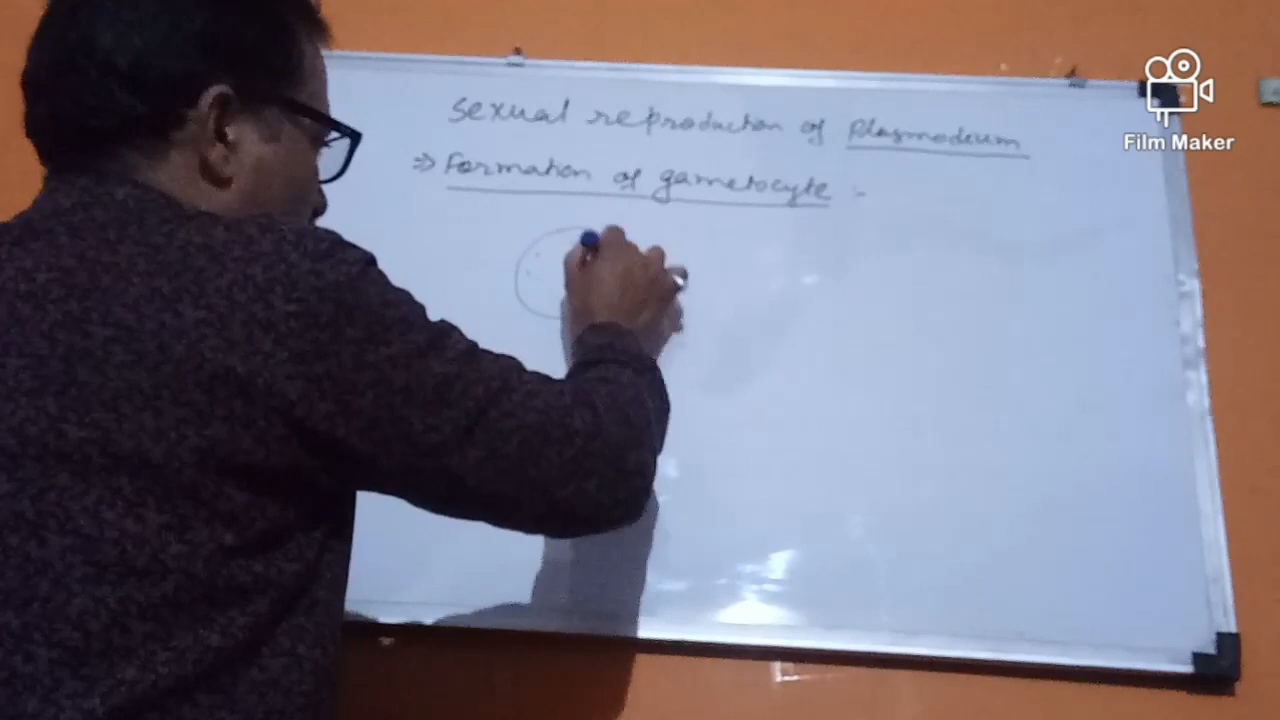 Sexual reproduction of Plasmodium
⇒ Formation of gametocyte :-
Film Maker